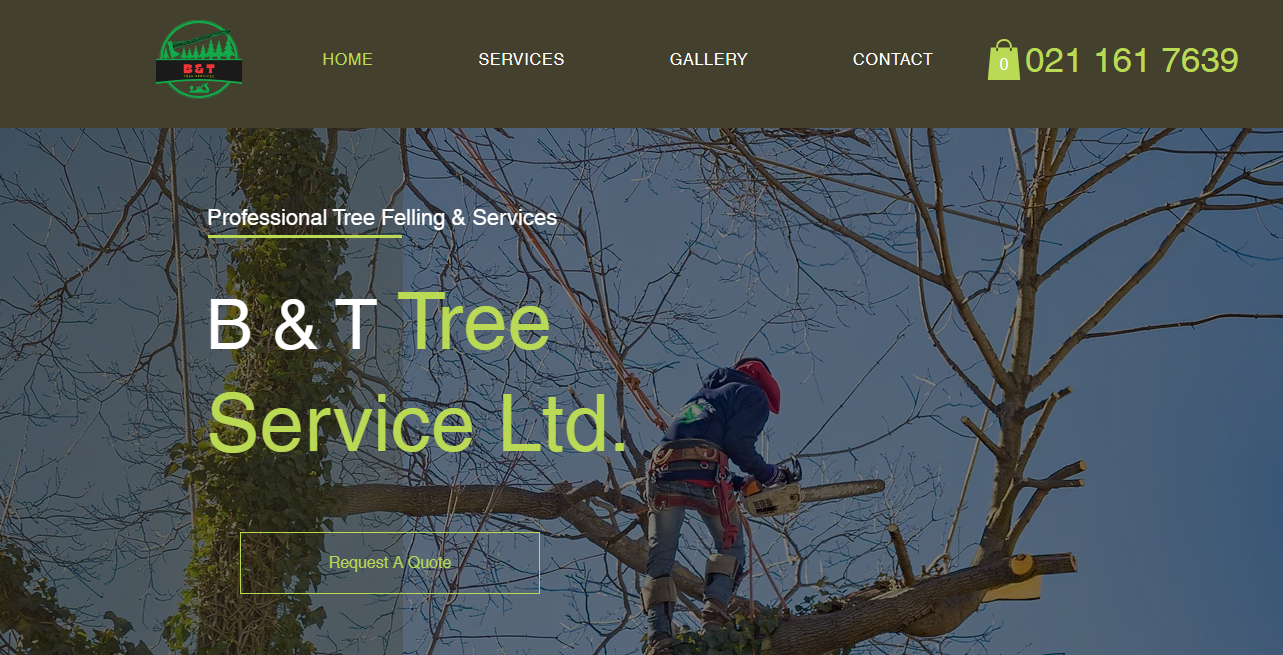 B&T
TREE SERVICES
HOME
SERVICES
GALLERY
CONTACT
0
021 161 7639
Professional Tree Felling & Services
B & T Tree
Service Ltd.
Request A Quote